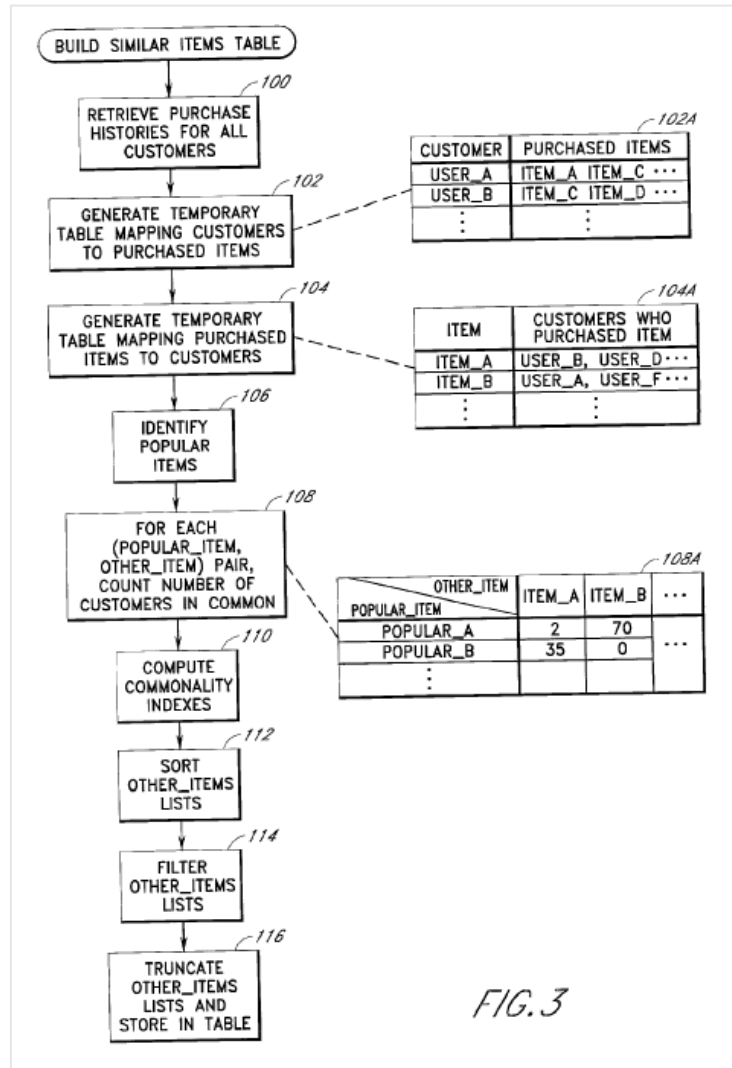 BUILD SIMILAR ITEMS TABLE
100
RETRIEVE PURCHASE
HISTORIES FOR ALL
CUSTOMERS
102
GENERATE TEMPORARY
TABLE MAPPING CUSTOMERS
TO PURCHASED ITEMS
102A
CUSTOMER PURCHASED ITEMS
USER_A ITEM_A ITEM_C ···
USER_B ITEM_C ITEM_D ···
⋮ ⋮
104
GENERATE TEMPORARY
TABLE MAPPING PURCHASED
ITEMS TO CUSTOMERS
104A
ITEM CUSTOMERS WHO
PURCHASED ITEM
ITEM_A USER_B, USER_D ···
ITEM_B USER_A, USER_F ···
⋮ ⋮
106
IDENTIFY
POPULAR
ITEMS
108
FOR EACH
(POPULAR_ITEM,
OTHER_ITEM) PAIR,
COUNT NUMBER OF
CUSTOMERS IN COMMON
108A
OTHER_ITEM ITEM_A ITEM_B ···
POPULAR_ITEM
POPULAR_A 2 70
POPULAR_B 35 0 ···
⋮
110
COMPUTE
COMMONALITY
INDEXES
112
SORT
OTHER_ITEMS
LISTS
114
FILTER
OTHER_ITEMS
LISTS
116
TRUNCATE
OTHER_ITEMS
LISTS AND
STORE IN TABLE
FIG. 3